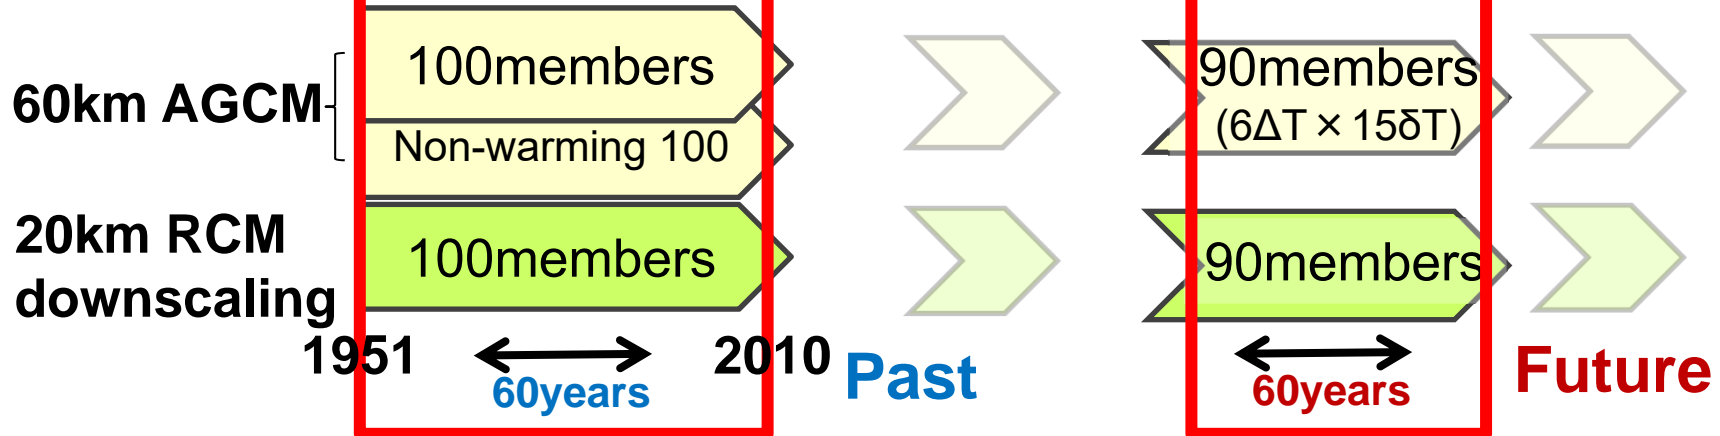 60km AGCM
100members
Non-warming 100
90members
(6ΔT×15δT)
20km RCM
downscaling
100members
90members
1951
2010
60years
Past
60years
Future